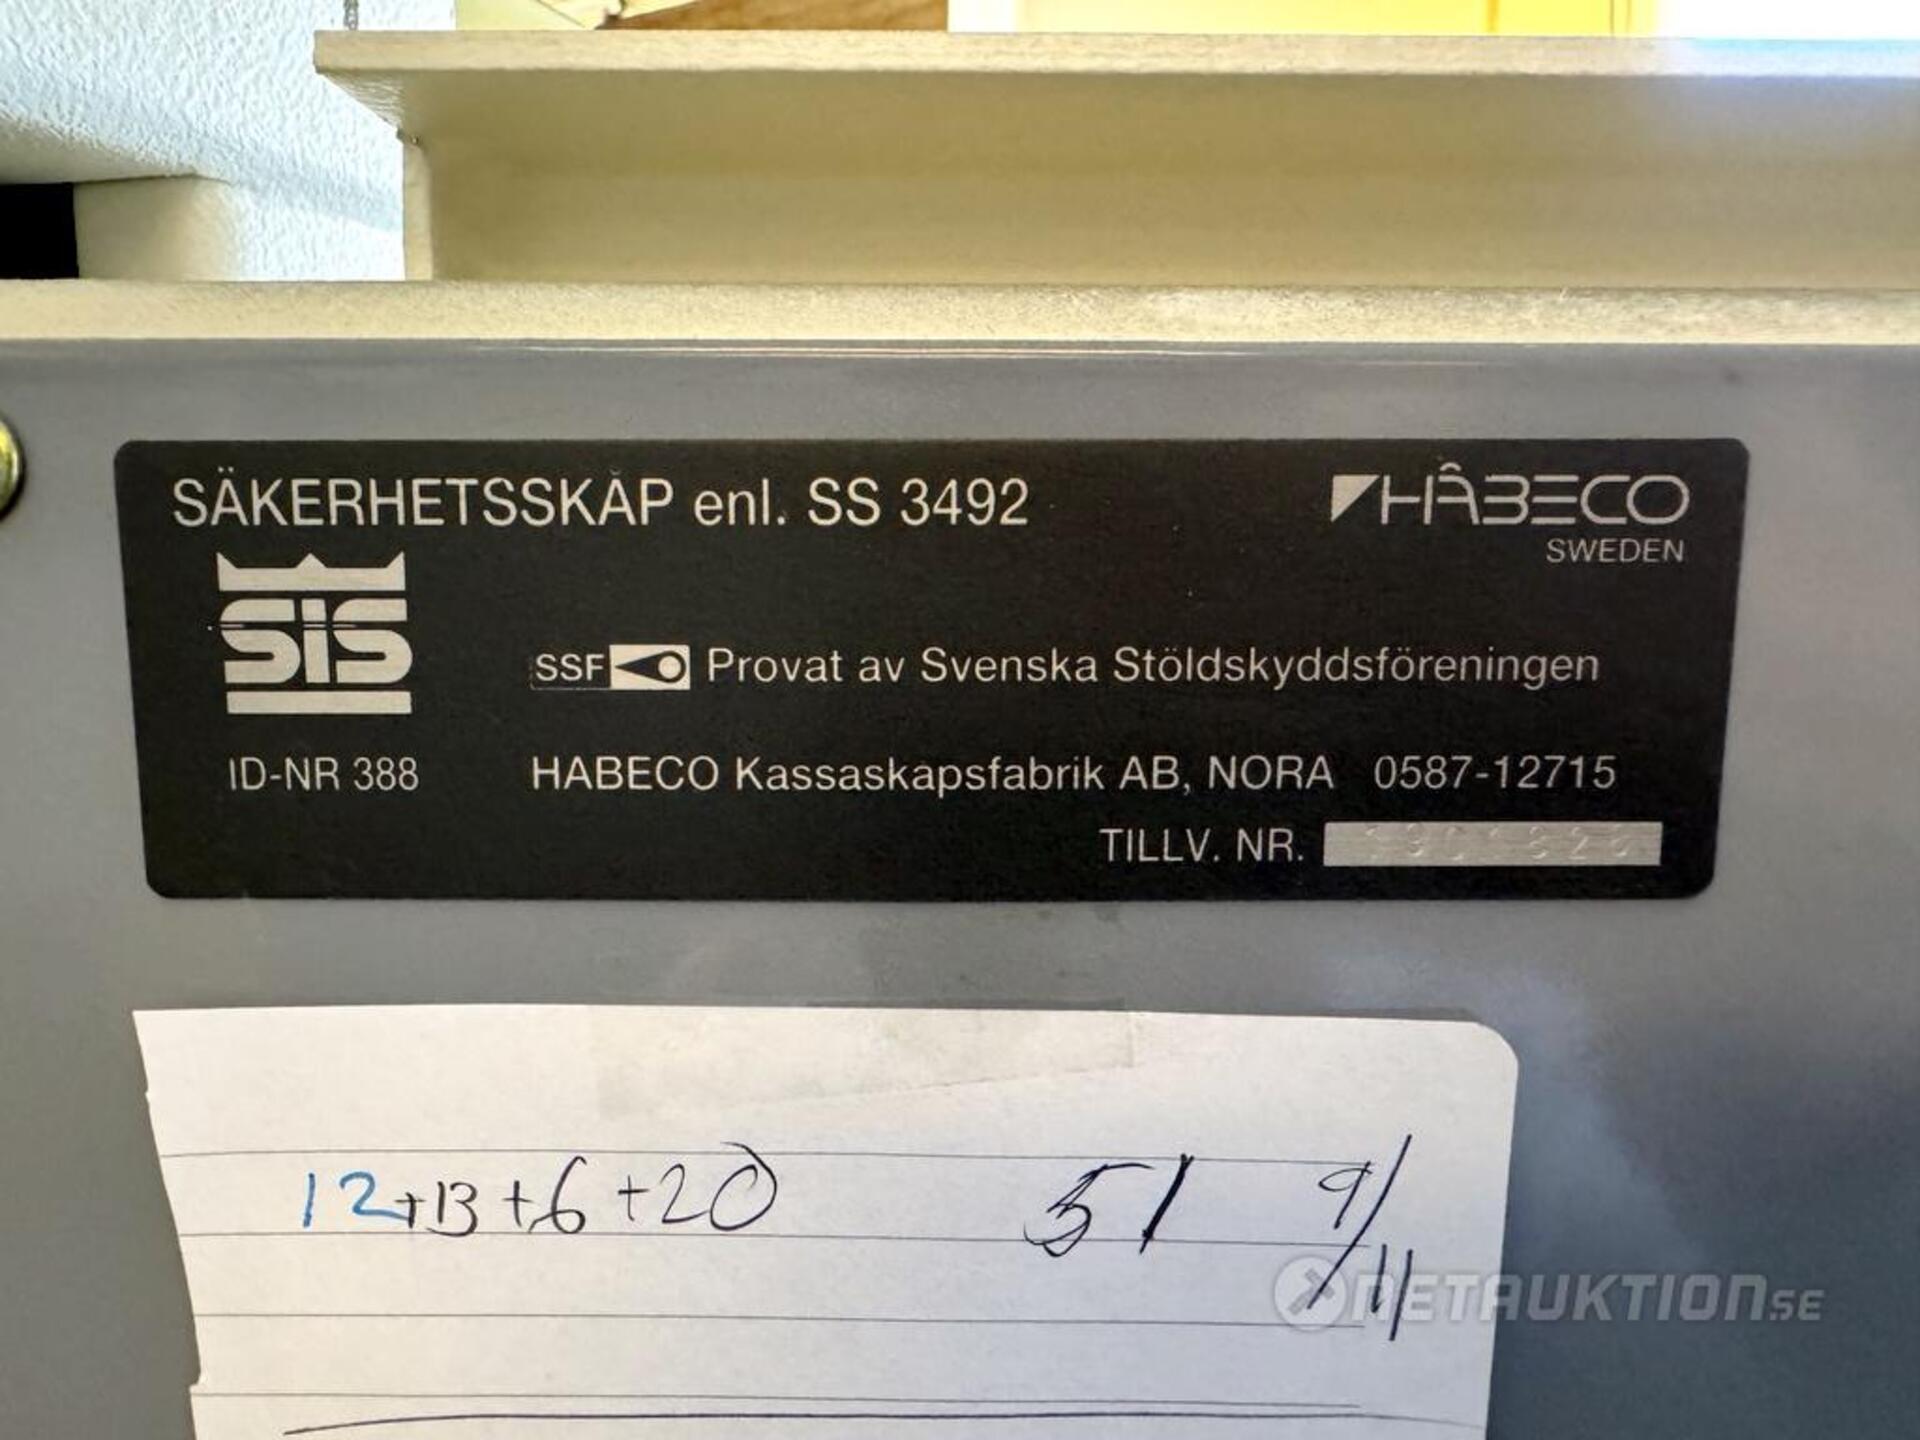 SÄKERHETSSKÅP enl. SS 3492
HÅBECO
SWEDEN
SIS
SSF Provat av Svenska Stöldskyddsföreningen
ID-NR 388
HABECO Kassaskapsfabrik AB, NORA 0587-12715
TILLV. NR.
12+13+6+20 51 9/11
NETAUKTION.SE